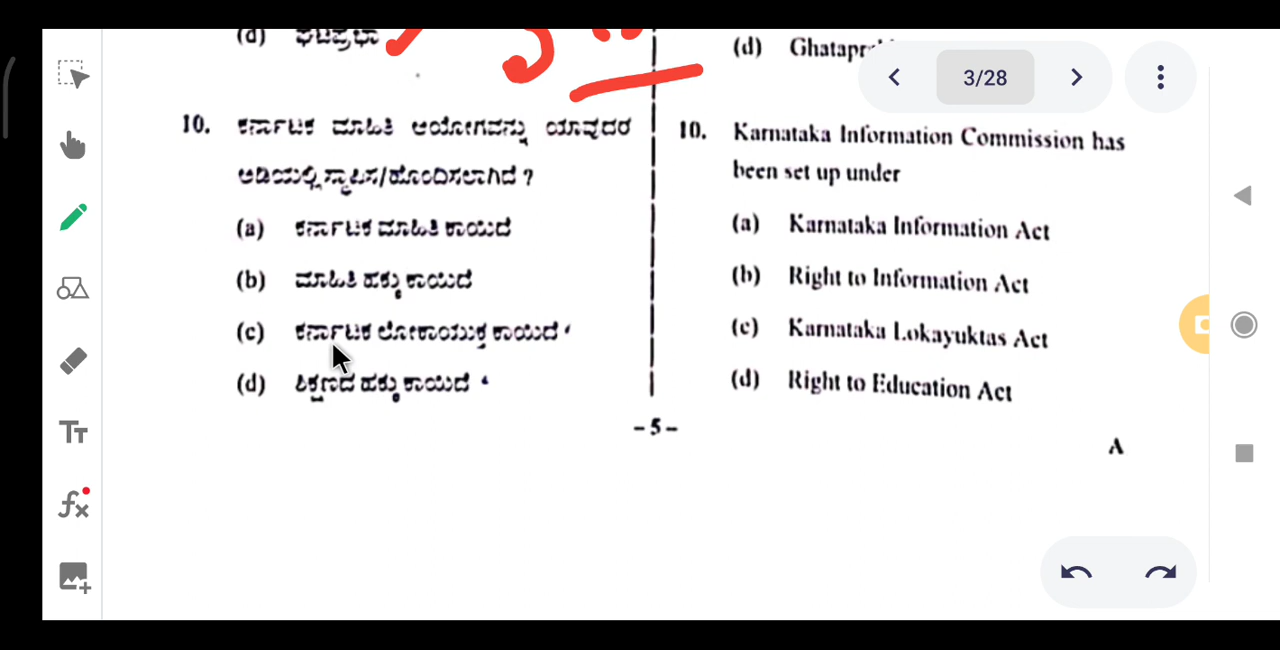 (d) ಘಟಪ್ರಭಾ
10. ಕರ್ನಾಟಕ ಮಾಹಿತಿ ಆಯೋಗವನ್ನು ಯಾವುದರ
ಅಡಿಯಲ್ಲಿ ಸ್ಥಾಪಿಸ/ಹೊಂದಿಸಲಾಗಿದೆ ?
(a) ಕರ್ನಾಟಕ ಮಾಹಿತಿ ಕಾಯಿದೆ
(b) ಮಾಹಿತಿ ಹಕ್ಕು ಕಾಯಿದೆ
(c) ಕರ್ನಾಟಕ ಲೋಕಾಯುಕ್ತ ಕಾಯಿದೆ
(d) ಶಿಕ್ಷಣದ ಹಕ್ಕು ಕಾಯಿದೆ
(d)
3/28
10. Karnataka Information Commission has
been set up under
(a) Karnataka Information Act
(b) Right to Information Act
(c) Karnataka Lokayuktas Act
(d) Right to Education Act
– 5 –
A
TT
fx